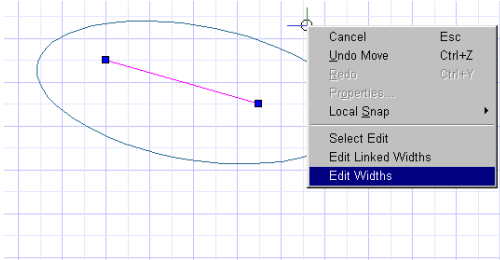 Cancel Esc
Undo Move Ctrl+Z
Redo Ctrl+Y
Properties...
Local Snap
Select Edit
Edit Linked Widths
Edit Widths